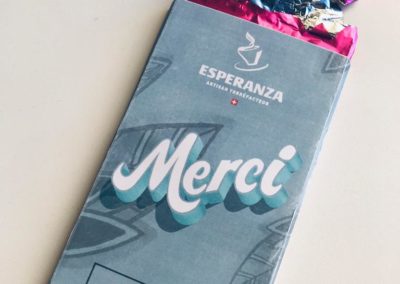 ESPERANZA
ARTISAN TORRÉFACTEUR
Merci